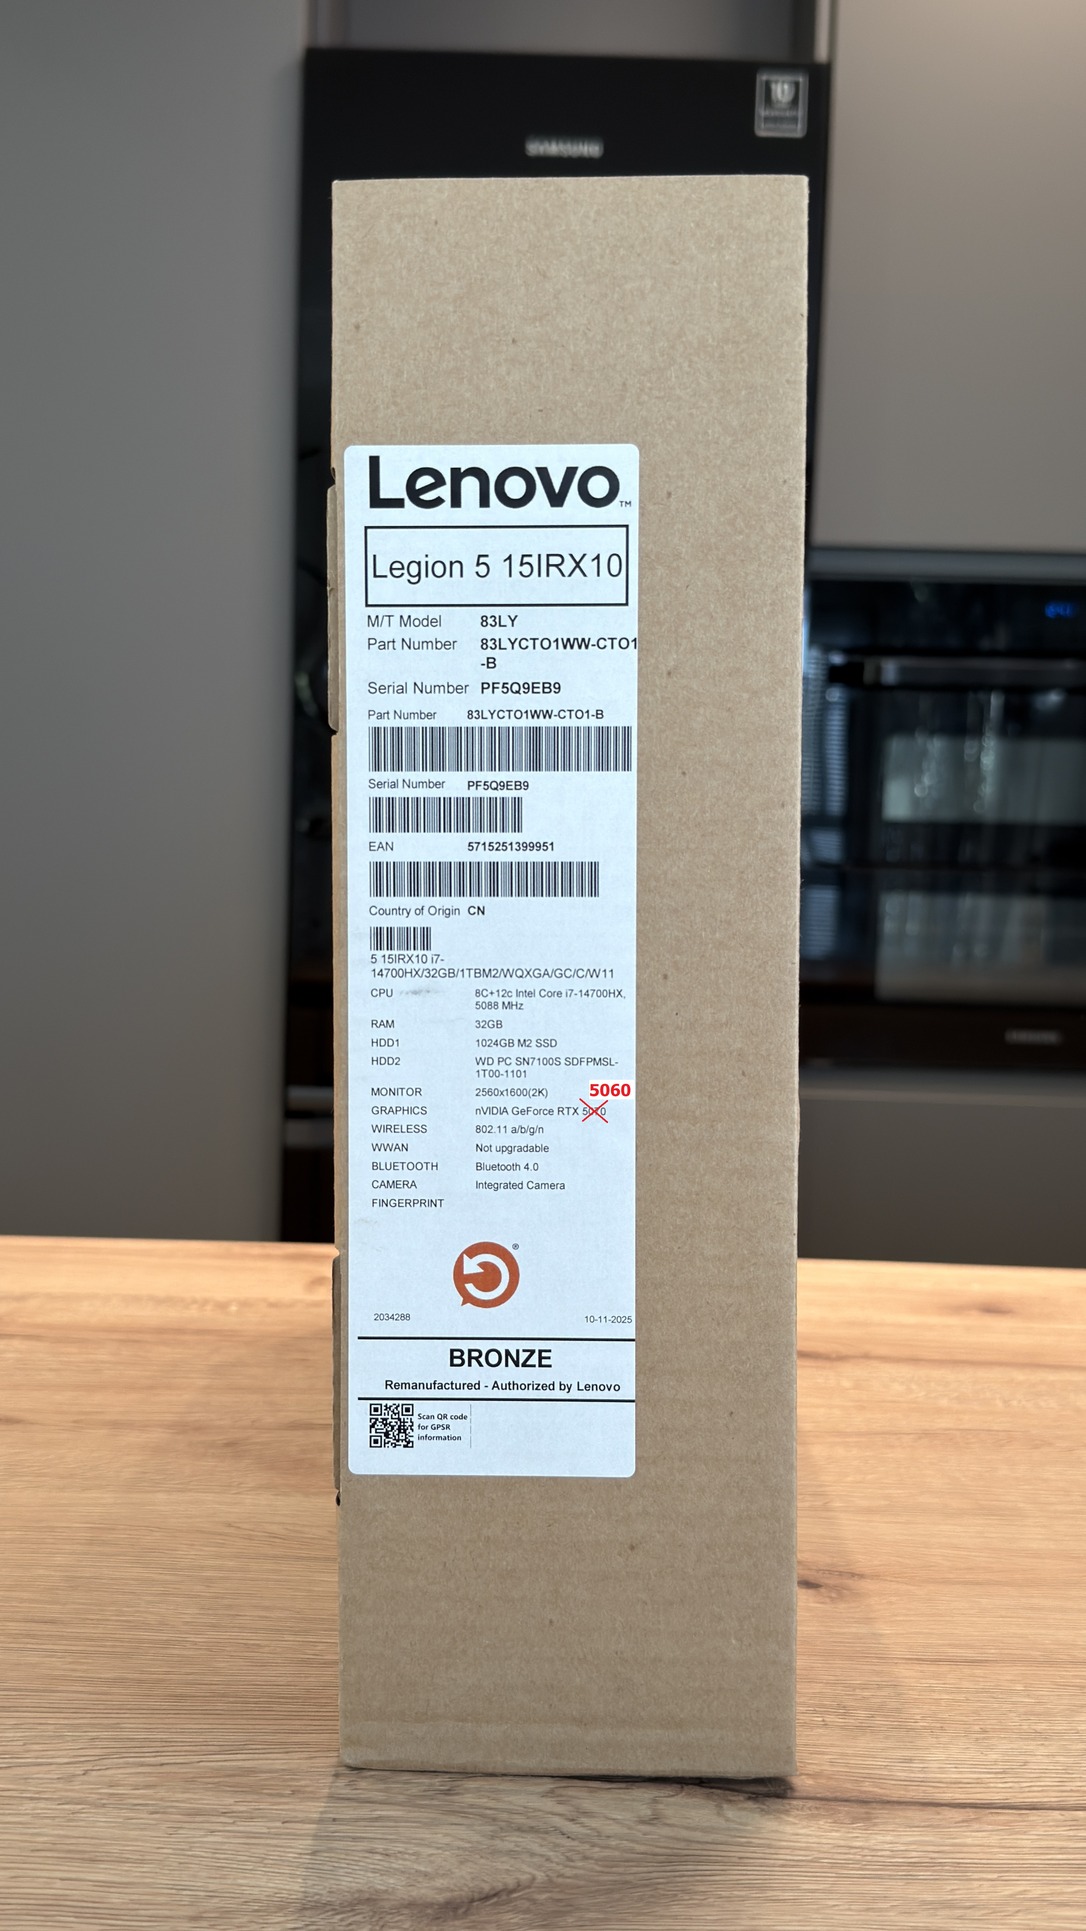 SAMSUNG
10
Lenovo™
Legion 5 15IRX10
M/T Model 83LY
Part Number 83LYCTO1WW-CTO1
-B
Serial Number PF5Q9EB9
Part Number 83LYCTO1WW-CTO1-B
Serial Number PF5Q9EB9
EAN 5715251399951
Country of Origin CN
5 15IRX10 i7-
14700HX/32GB/1TBM2/WQXGA/GC/C/W11
CPU 8C+12c Intel Core i7-14700HX,
5088 MHz
RAM 32GB
HDD1 1024GB M2 SSD
HDD2 WD PC SN7100S SDFPMSL-
1T00-1101
MONITOR 2560x1600(2K)
5060
GRAPHICS nVIDIA GeForce RTX 5070
WIRELESS 802.11 a/b/g/n
WWAN Not upgradable
BLUETOOTH Bluetooth 4.0
CAMERA Integrated Camera
FINGERPRINT
®
2034288 10-11-2025
BRONZE
Remanufactured - Authorized by Lenovo
Scan QR code
for GPSR
information